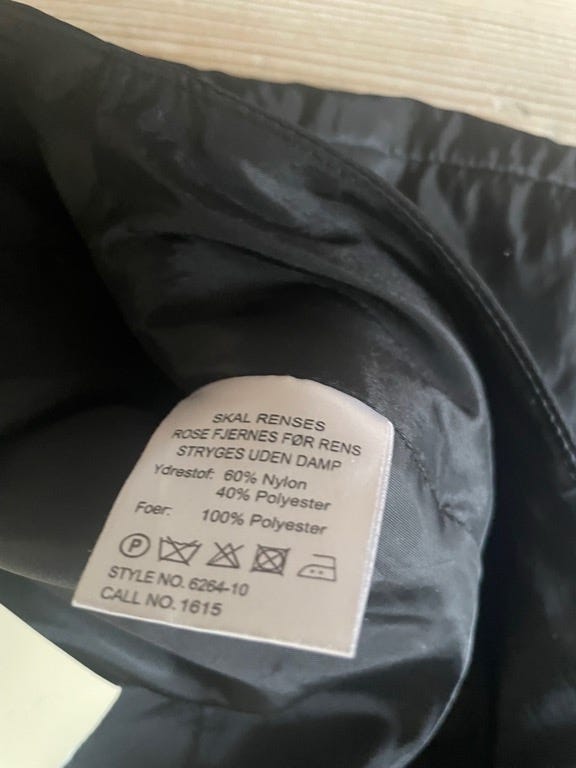 SKAL RENSES
ROSE FJERNES FØR RENS
STRYGES UDEN DAMP
Ydrestof: 60% Nylon
40% Polyester
Foer: 100% Polyester
P
STYLE NO. 6264-10
CALL NO. 1615